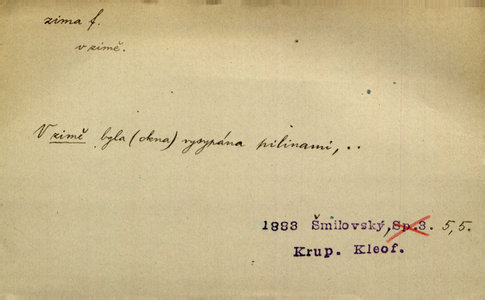 zima f.
v zimě.
V zimě byla (okna) vysypána pilinami, ..
1883 Šmilovský, Sp. 3. 5, 5.
Krup. Kleof.